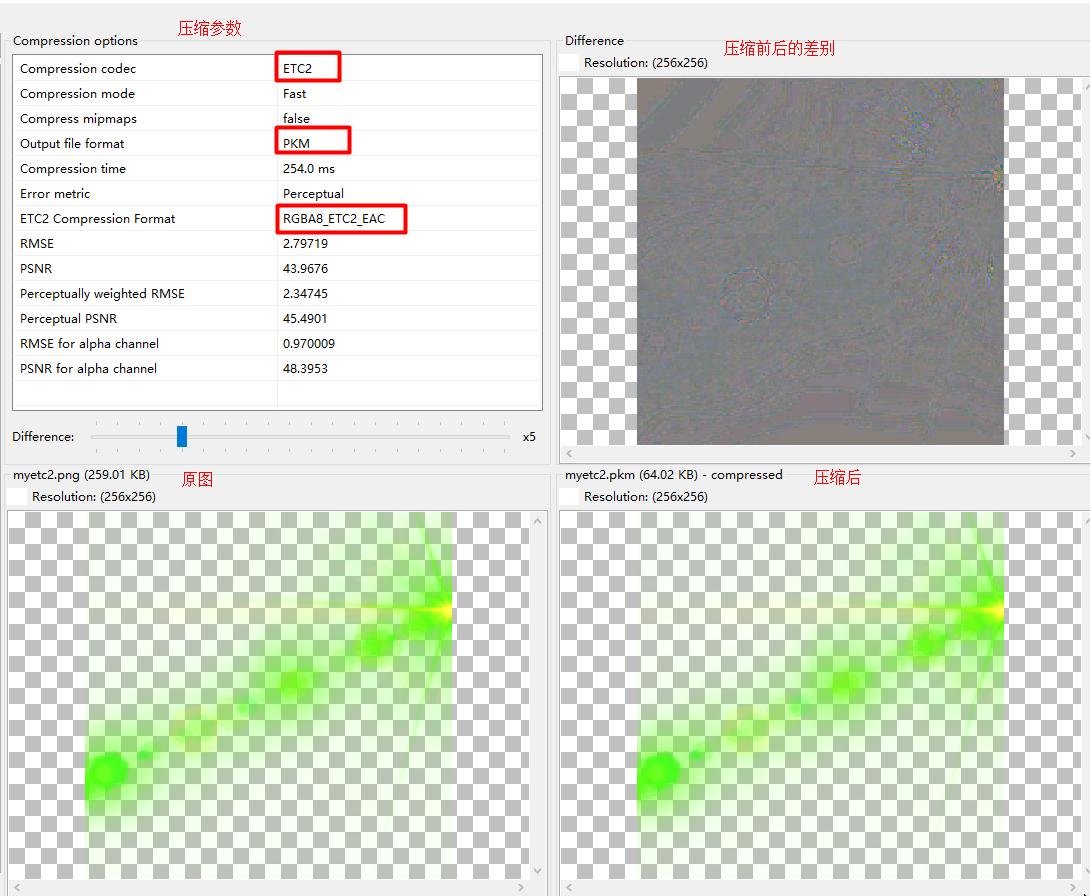 压缩参数
Compression options
Compression codec ETC2
Compression mode Fast
Compress mipmaps false
Output file format PKM
Compression time 254.0 ms
Error metric Perceptual
ETC2 Compression Format RGBA8_ETC2_EAC
RMSE 2.79719
PSNR 43.9676
Perceptually weighted RMSE 2.34745
Perceptual PSNR 45.4901
RMSE for alpha channel 0.970009
PSNR for alpha channel 48.3953
Difference: x5
Difference
压缩前后的差别
Resolution: (256x256)
myetc2.png (259.01 KB)
原图
Resolution: (256x256)
myetc2.pkm (64.02 KB) - compressed
压缩后
Resolution: (256x256)